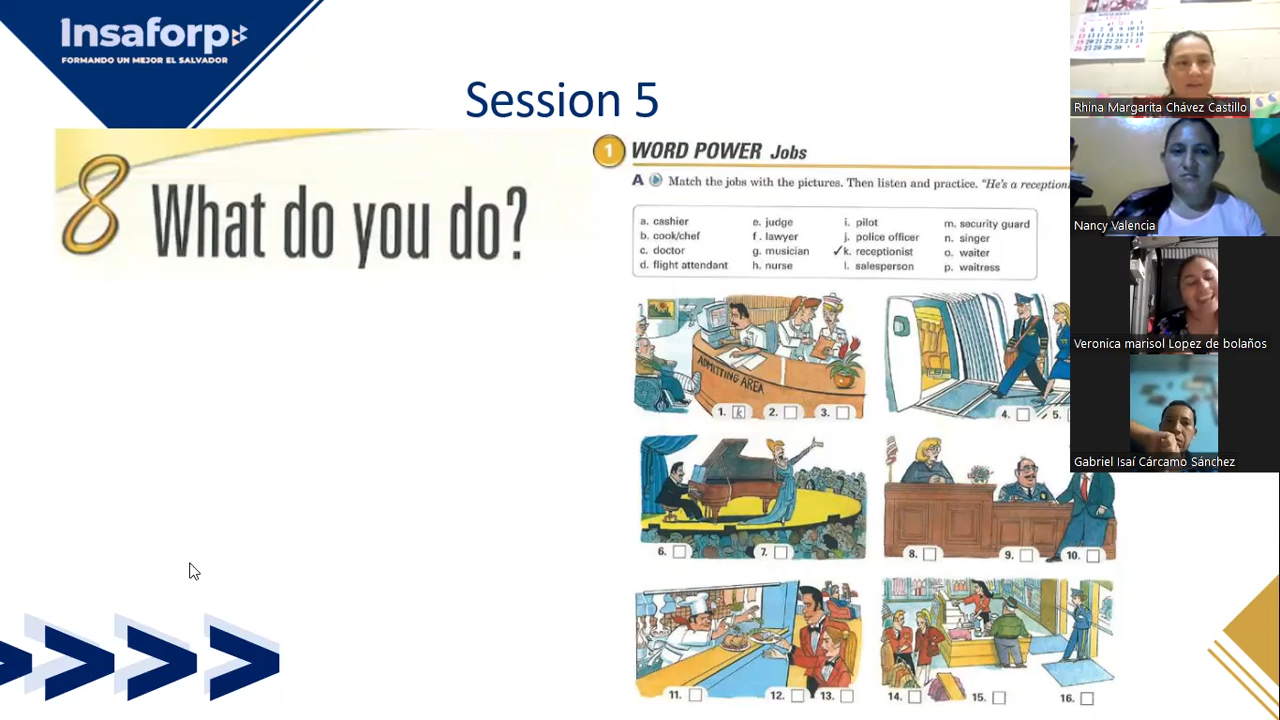 1nsaforp
FORMANDO UN MEJOR EL SALVADOR
Session 5
8 What do you do?
1 WORD POWER Jobs
A Match the jobs with the pictures. Then listen and practice. "He's a reception
a. cashier
b. cook/chef
c. doctor
d. flight attendant
e. judge
f. lawyer
g. musician
h. nurse
i. pilot
j. police officer
✓k. receptionist
l. salesperson
m. security guard
n. singer
o. waiter
p. waitress
ADMITTING AREA
1. k 2. 3.
4. 5.
6. 7.
8. 9. 10.
11. 12. 13.
14. 15. 16.
Rhina Margarita Chávez Castillo
Nancy Valencia
Veronica marisol Lopez de bolaños
Gabriel Isaí Cárcamo Sánchez